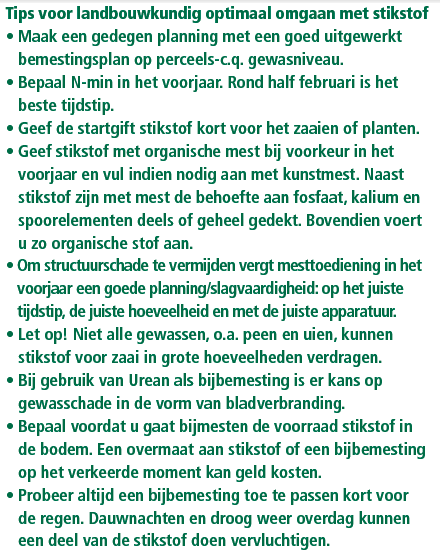 Tips voor landbouwkundig optimaal omgaan met stikstof
• Maak een gedegen planning met een goed uitgewerkt
bemestingsplan op perceels-c.q. gewasniveau.
• Bepaal N-min in het voorjaar. Rond half februari is het
beste tijdstip.
• Geef de startgift stikstof kort voor het zaaien of planten.
• Geef stikstof met organische mest bij voorkeur in het
voorjaar en vul indien nodig aan met kunstmest. Naast
stikstof zijn met mest de behoefte aan fosfaat, kalium en
spoorelementen deels of geheel gedekt. Bovendien voert
u zo organische stof aan.
• Om structuurschade te vermijden vergt mesttoediening in het
voorjaar een goede planning/slagvaardigheid: op het juiste
tijdstip, de juiste hoeveelheid en met de juiste apparatuur.
• Let op! Niet alle gewassen, o.a. peen en uien, kunnen
stikstof voor zaai in grote hoeveelheden verdragen.
• Bij gebruik van Urean als bijbemesting is er kans op
gewasschade in de vorm van bladverbranding.
• Bepaal voordat u gaat bijmesten de voorraad stikstof in
de bodem. Een overmaat aan stikstof of een bijbemesting
op het verkeerde moment kan geld kosten.
• Probeer altijd een bijbemesting toe te passen kort voor
de regen. Dauwnachten en droog weer overdag kunnen
een deel van de stikstof doen vervluchtigen.